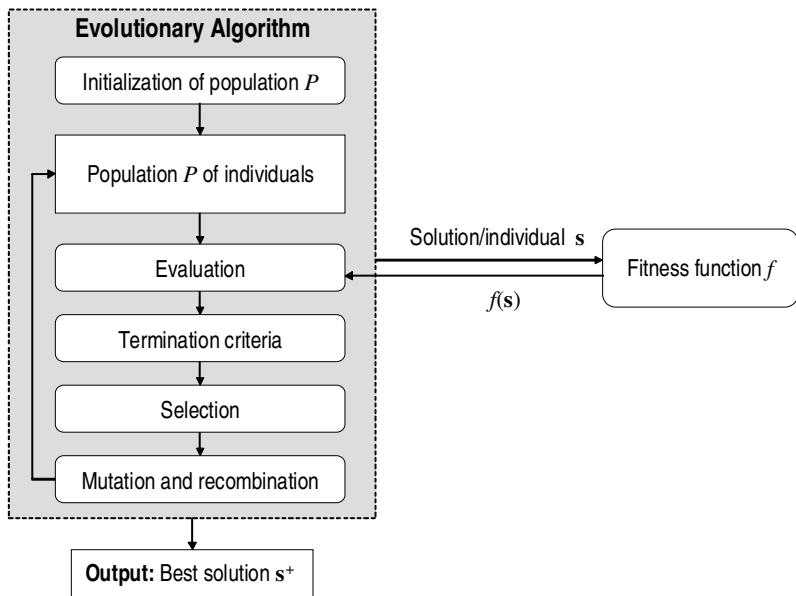 Evolutionary Algorithm
Initialization of population P
Population P of individuals
Evaluation
Termination criteria
Selection
Mutation and recombination
Solution/individual s
f(s)
Fitness function f
Output: Best solution s⁺